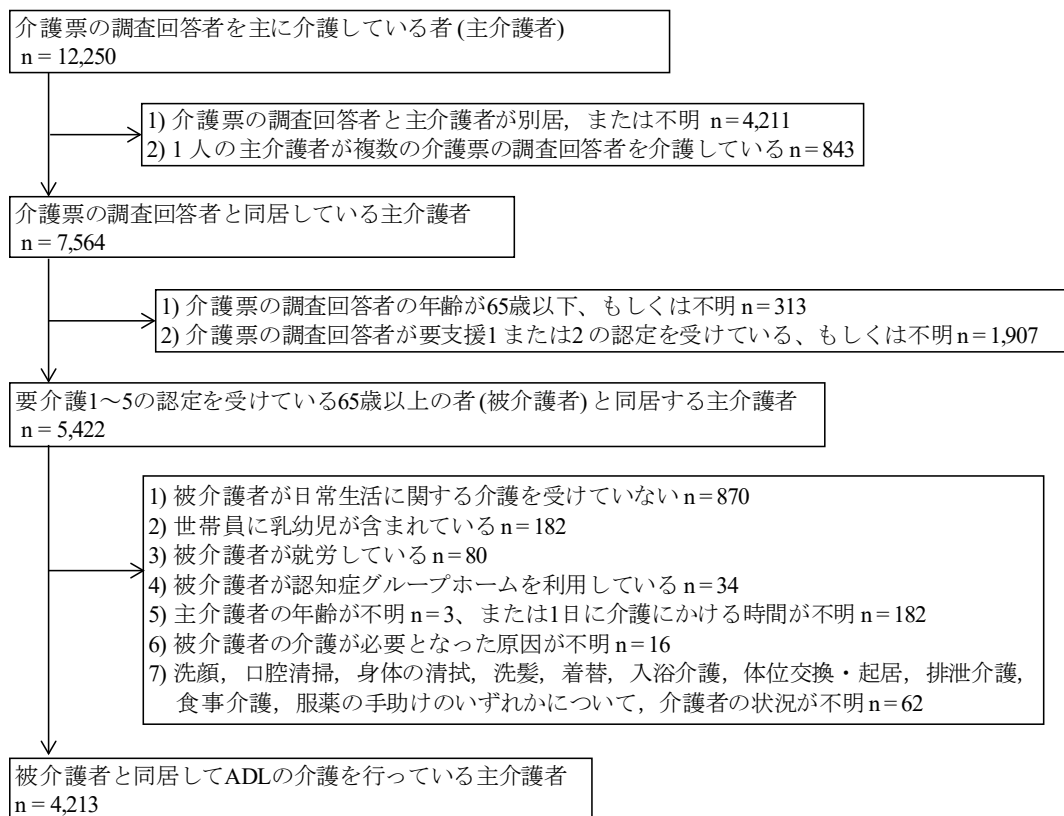 介護票の調査回答者を主に介護している者 (主介護者)
n = 12,250
1) 介護票の調査回答者と主介護者が別居，または不明 n=4,211
2) 1 人の主介護者が複数の介護票の調査回答者を介護している n=843
介護票の調査回答者と同居している主介護者
n = 7,564
1) 介護票の調査回答者の年齢が65歳以下、もしくは不明 n=313
2) 介護票の調査回答者が要支援1 または2 の認定を受けている、もしくは不明 n=1,907
要介護1～5の認定を受けている65歳以上の者 (被介護者) と同居する主介護者
n = 5,422
1) 被介護者が日常生活に関する介護を受けていない n=870
2) 世帯員に乳幼児が含まれている n=182
3) 被介護者が就労している n=80
4) 被介護者が認知症グループホームを利用している n=34
5) 主介護者の年齢が不明 n=3、または1日に介護にかける時間が不明 n=182
6) 被介護者の介護が必要となった原因が不明 n=16
7) 洗顔，口腔清掃，身体の清拭，洗髪，着替，入浴介護，体位交換・起居，排泄介護，
食事介護，服薬の手助けのいずれかについて，介護者の状況が不明 n=62
被介護者と同居してADLの介護を行っている主介護者
n = 4,213